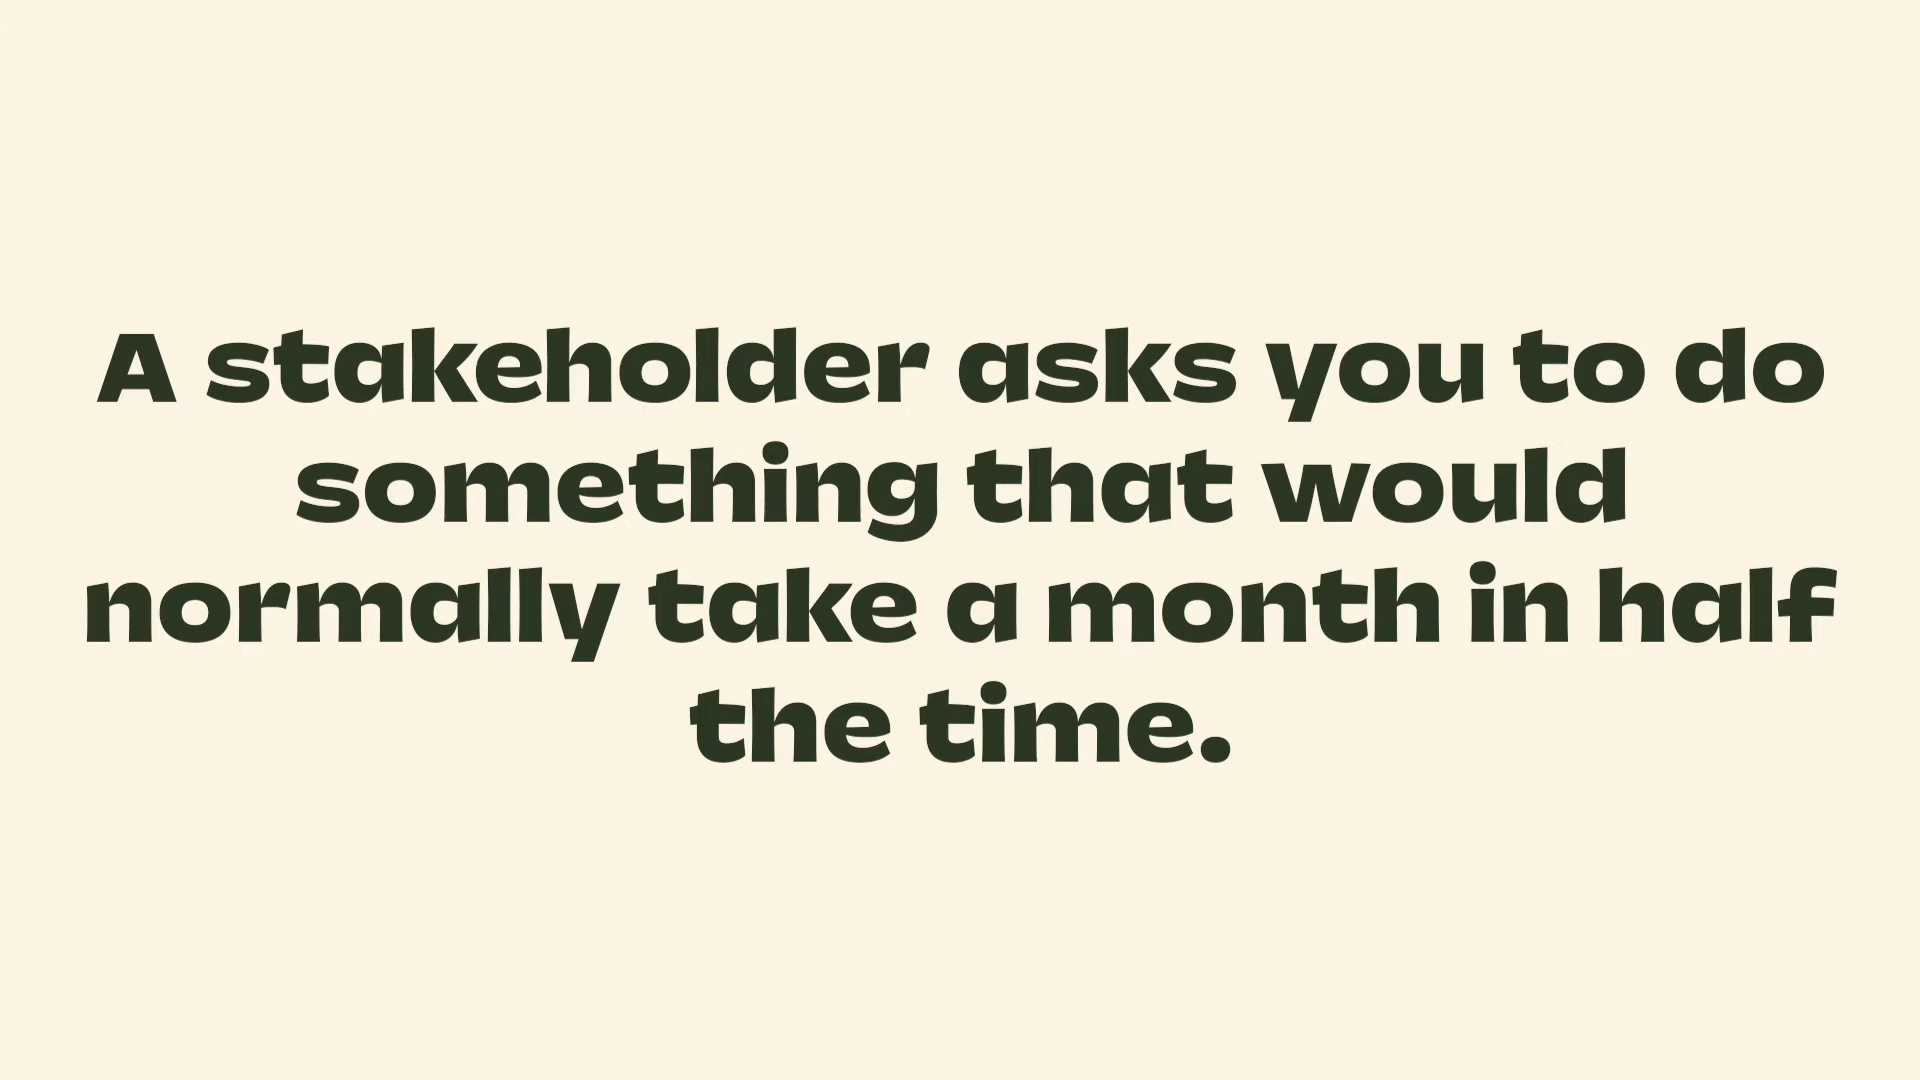 A stakeholder asks you to do
something that would
normally take a month in half
the time.